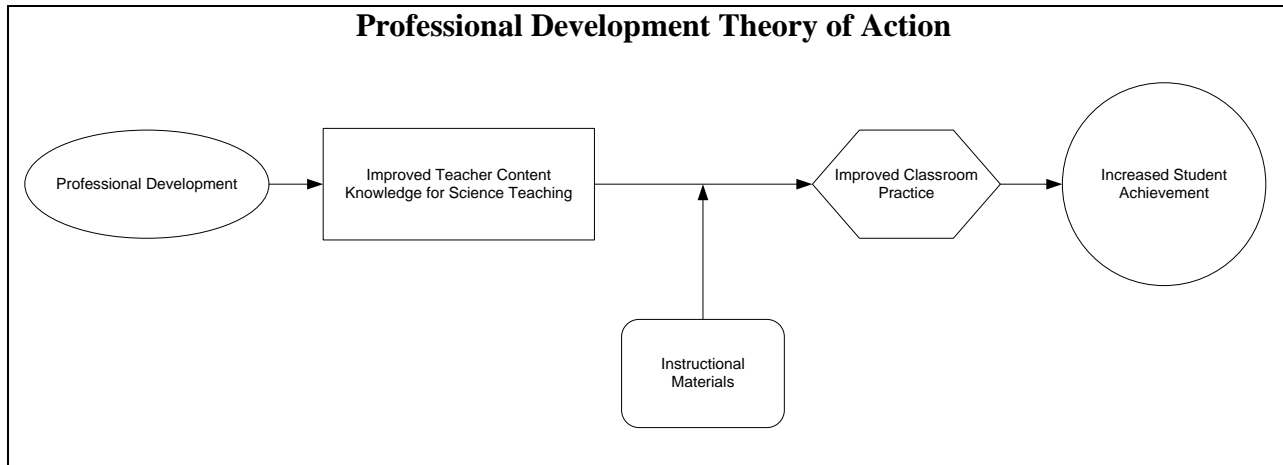 Professional Development Theory of Action
Professional Development
Improved Teacher Content
Knowledge for Science Teaching
Improved Classroom
Practice
Increased Student
Achievement
Instructional
Materials